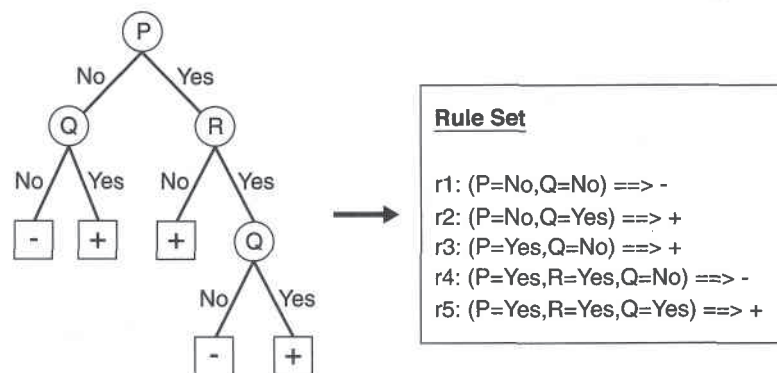 P
No Yes
Q R
No Yes No Yes
- + + Q
No Yes
- +
Rule Set
r1: (P=No,Q=No) ==> -
r2: (P=No,Q=Yes) ==> +
r3: (P=Yes,Q=No) ==> +
r4: (P=Yes,R=Yes,Q=No) ==> -
r5: (P=Yes,R=Yes,Q=Yes) ==> +